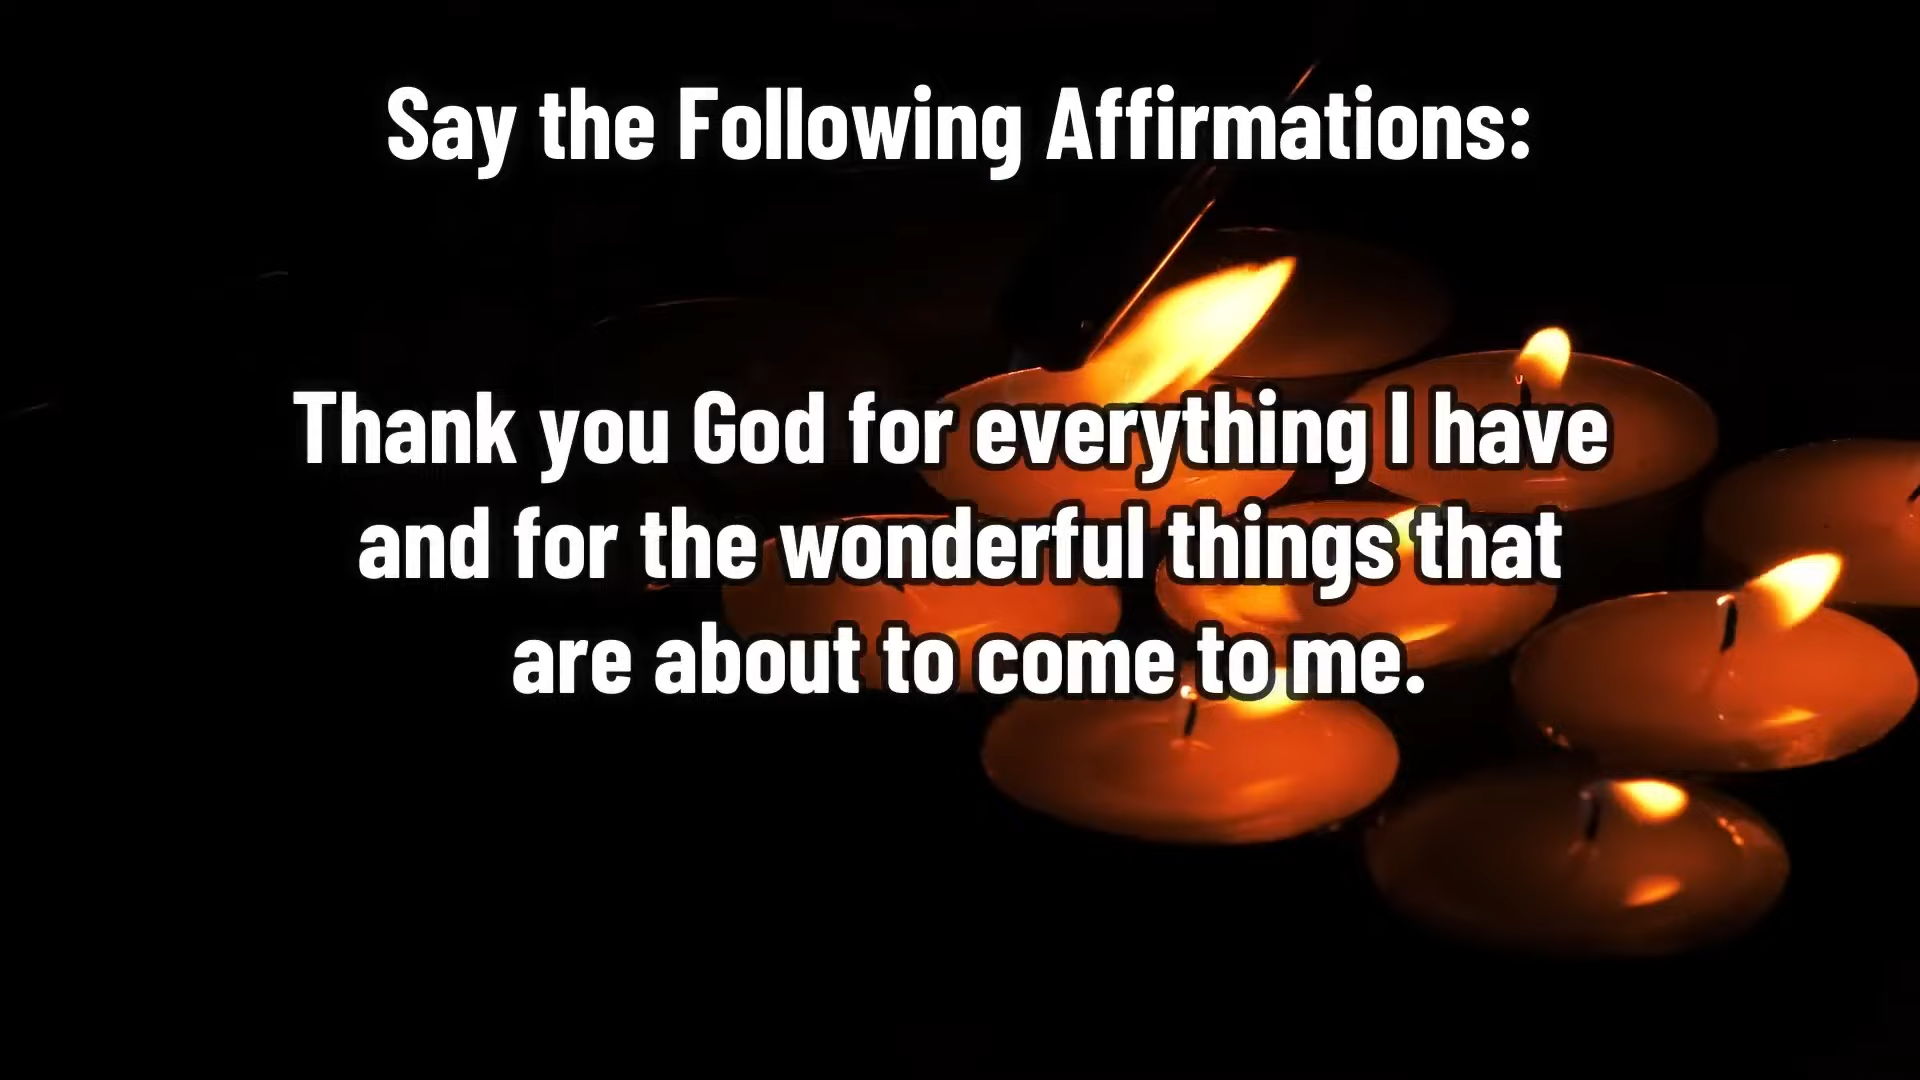 Say the Following Affirmations:
Thank you God for everything I have
and for the wonderful things that
are about to come to me.